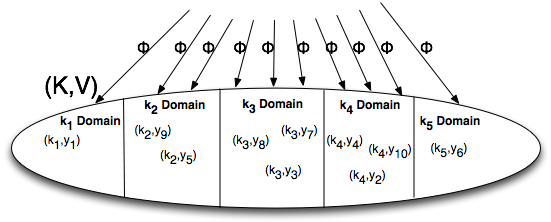 Φ Φ Φ Φ Φ Φ Φ Φ Φ Φ
(K,V)
k₁ Domain
(k₁,y₁)
k₂ Domain
(k₂,y₉)
(k₂,y₅)
k₃ Domain
(k₃,y₇)
(k₃,y₈)
(k₃,y₃)
k₄ Domain
(k₄,y₄)
(k₄,y₁₀)
(k₄,y₂)
k₅ Domain
(k₅,y₆)